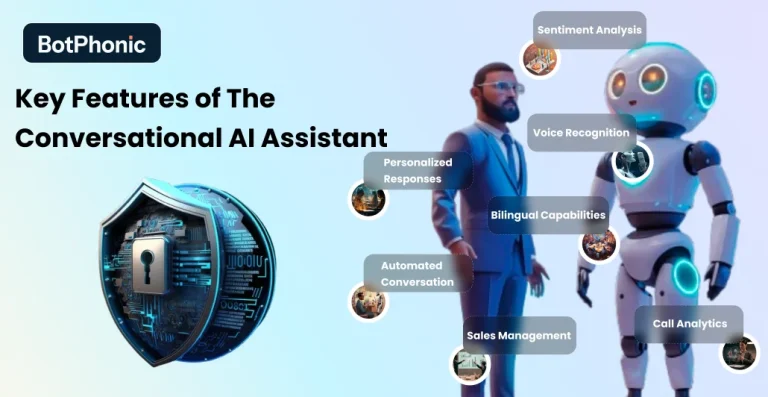 BotPhonic
Key Features of The
Conversational AI Assistant
Sentiment Analysis
Voice Recognition
Personalized
Responses
Bilingual Capabilities
Automated
Conversation
Sales Management
Call Analytics